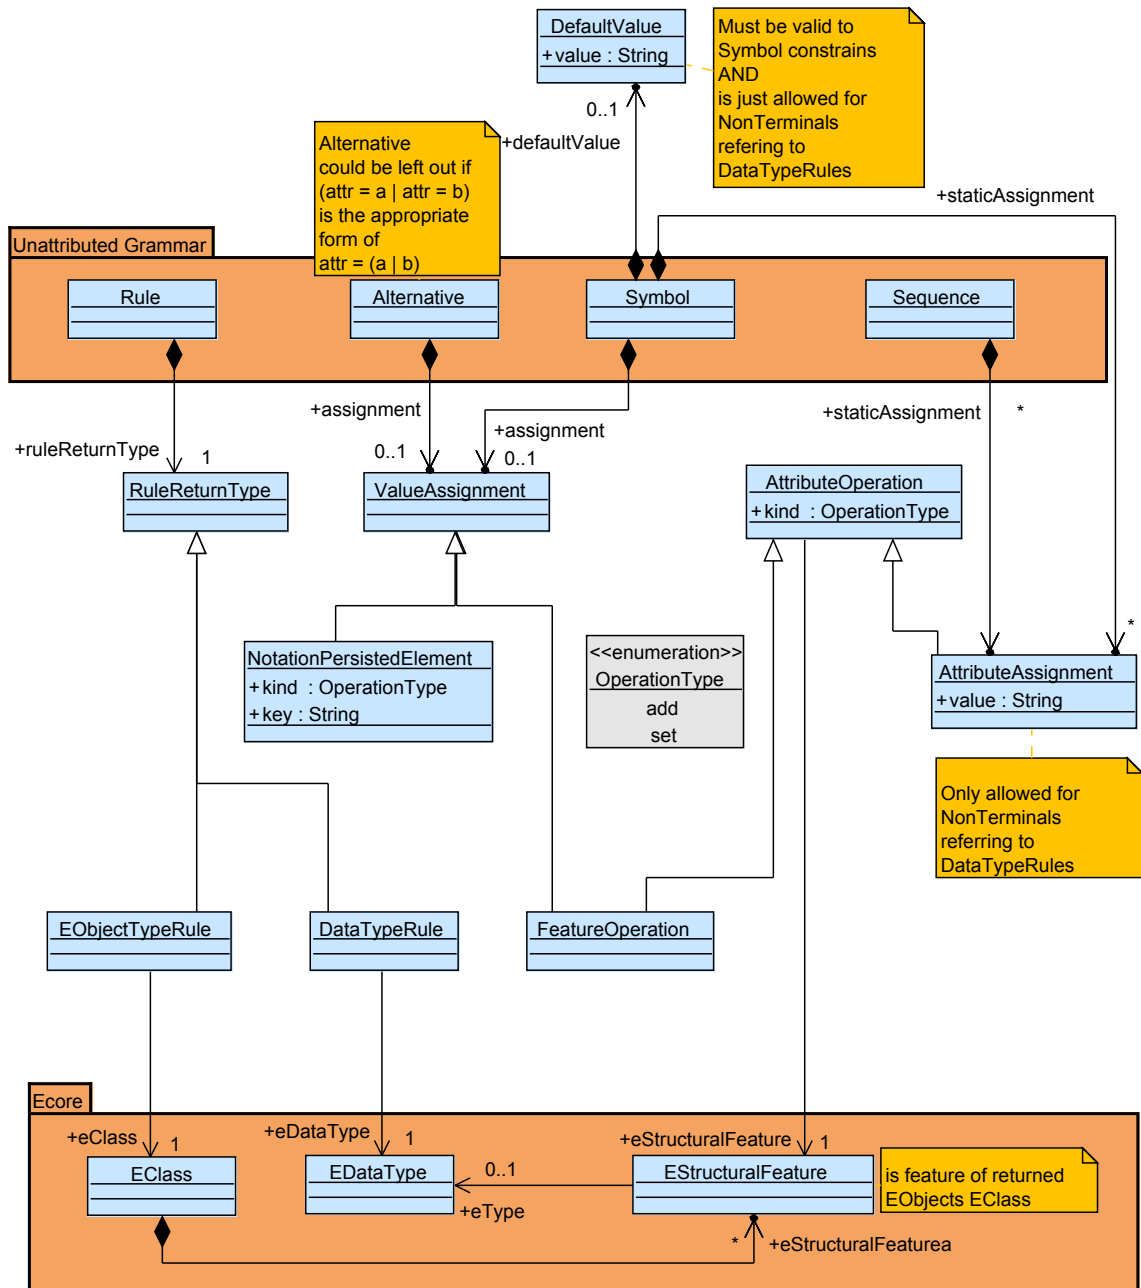 DefaultValue
+ value : String
Must be valid to
Symbol constrains
AND
is just allowed for
NonTerminals
refering to
DataTypeRules
0..1
+defaultValue
Alternative
could be left out if
(attr = a | attr = b)
is the appropriate
form of
attr = (a | b)
+staticAssignment
Unattributed Grammar
Rule
Alternative
Symbol
Sequence
+assignment
+staticAssignment
*
+assignment
+ruleReturnType
1
0..1
0..1
RuleReturnType
ValueAssignment
AttributeOperation
+ kind : OperationType
*
NotationPersistedElement
+ kind : OperationType
+ key : String
<<enumeration>>
OperationType
add
set
AttributeAssignment
+ value : String
Only allowed for
NonTerminals
referring to
DataTypeRules
EObjectTypeRule
DataTypeRule
FeatureOperation
Ecore
+eClass
1
+eDataType
1
+eStructuralFeature
1
EClass
EDataType
0..1
+eType
EStructuralFeature
is feature of returned
EObjects EClass
*
+eStructuralFeaturea